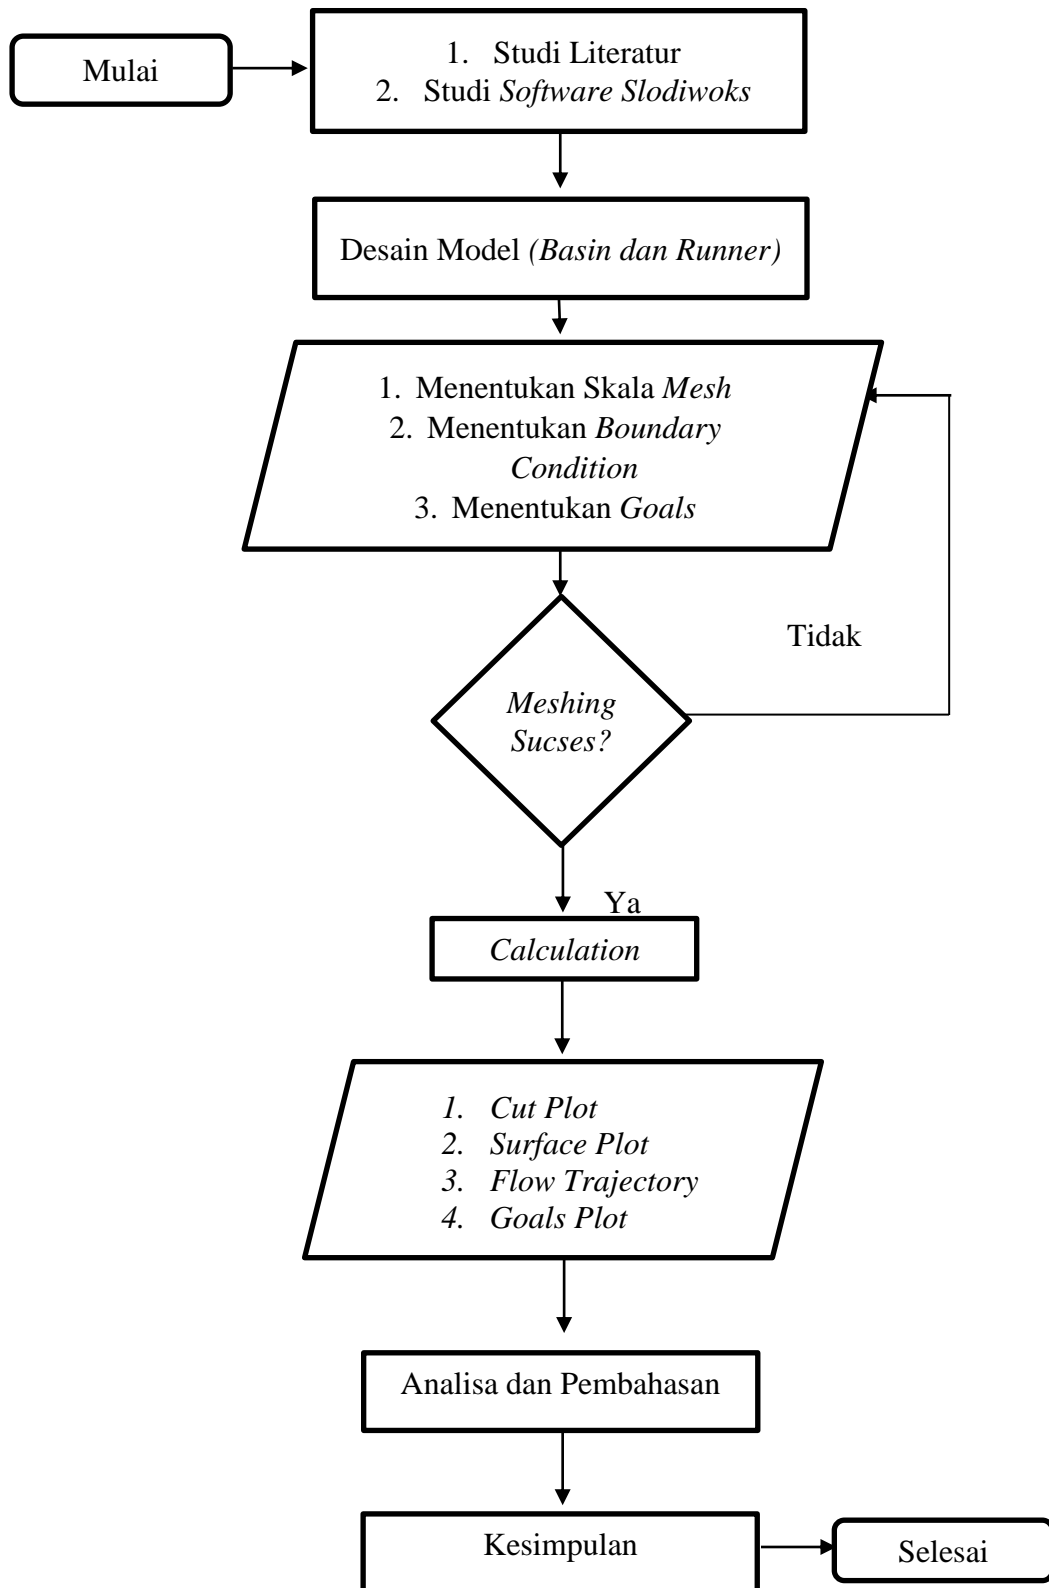 Mulai
1. Studi Literatur
2. Studi Software Slodiwoks
Desain Model (Basin dan Runner)
1. Menentukan Skala Mesh
2. Menentukan Boundary
Condition
3. Menentukan Goals
Tidak
Meshing
Sucses?
Ya
Calculation
1. Cut Plot
2. Surface Plot
3. Flow Trajectory
4. Goals Plot
Analisa dan Pembahasan
Kesimpulan
Selesai